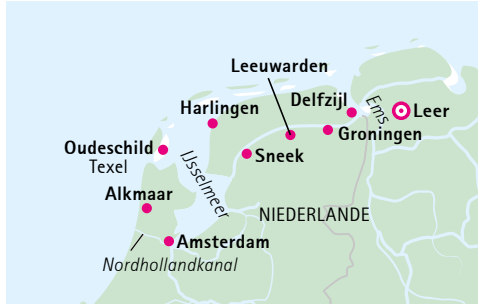 Leeuwarden
Delfzijl
Harlingen
Ems
Leer
Groningen
Oudeschild
Texel
IJsselmeer
Sneek
Alkmaar
NIEDERLANDE
Amsterdam
Nordhollandkanal